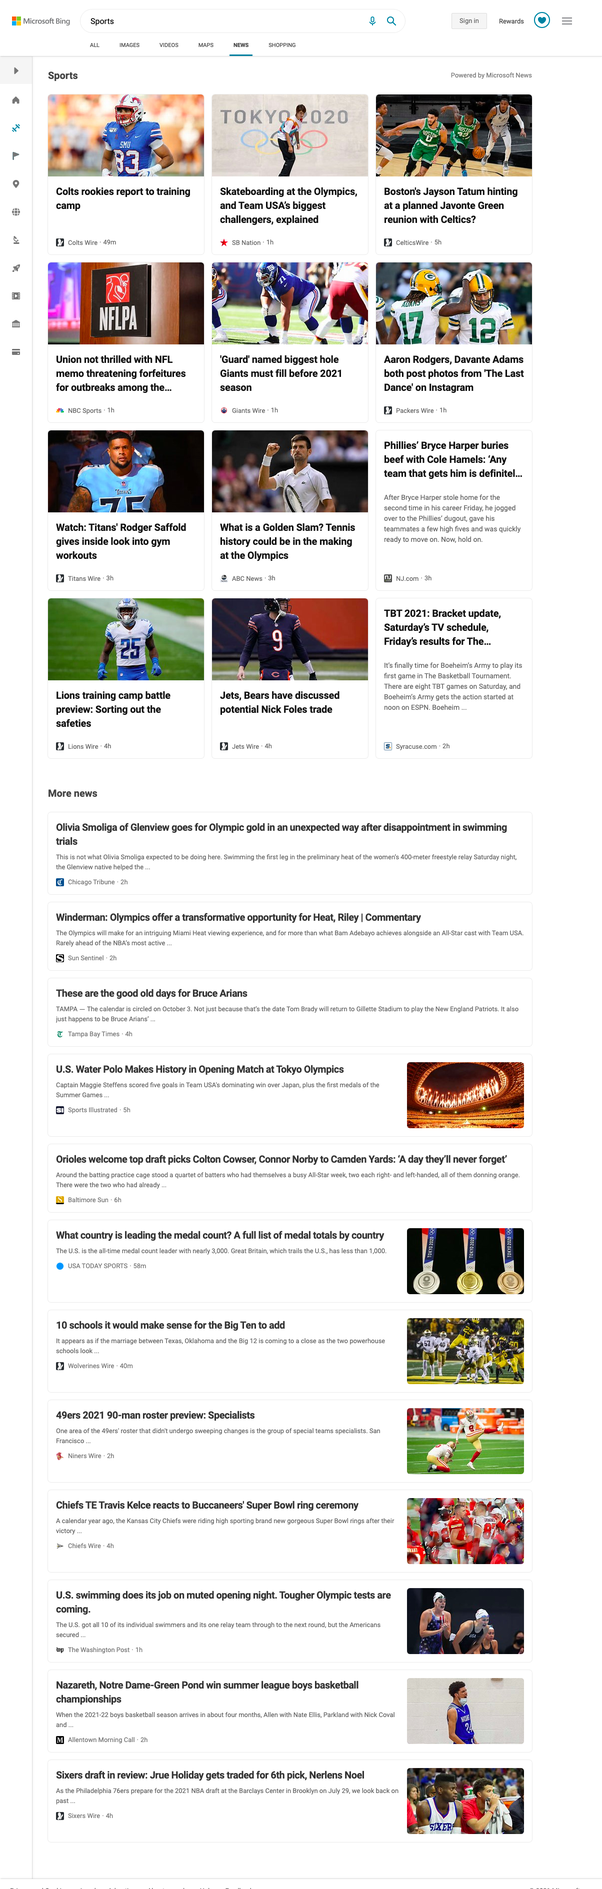 Microsoft Bing
Sports
Sign in
Rewards
ALL
IMAGES
VIDEOS
MAPS
NEWS
SHOPPING
Sports
Powered by Microsoft News
SMU
83
Colts rookies report to training
camp
Colts Wire · 49m
TOKYO 2020
Skateboarding at the Olympics,
and Team USA's biggest
challengers, explained
SB Nation · 1h
Boston's Jayson Tatum hinting
at a planned Javonte Green
reunion with Celtics?
CelticsWire · 5h
NFLPA
Union not thrilled with NFL
memo threatening forfeitures
for outbreaks among the...
NBC Sports · 1h
'Guard' named biggest hole
Giants must fill before 2021
season
Giants Wire · 1h
17
12
Aaron Rodgers, Davante Adams
both post photos from 'The Last
Dance' on Instagram
Packers Wire · 1h
75
Watch: Titans' Rodger Saffold
gives inside look into gym
workouts
Titans Wire · 3h
What is a Golden Slam? Tennis
history could be in the making
at the Olympics
ABC News · 3h
Phillies' Bryce Harper buries
beef with Cole Hamels: 'Any
team that gets him is definitel...
After Bryce Harper stole home for the
second time in his career Friday, he jogged
over to the Phillies' dugout, gave his
teammates a few high fives and was quickly
ready to move on. Now, hold on.
NJ.com · 3h
25
Lions training camp battle
preview: Sorting out the
safeties
Lions Wire · 4h
9
Jets, Bears have discussed
potential Nick Foles trade
Jets Wire · 4h
TBT 2021: Bracket update,
Saturday's TV schedule,
Friday's results for The...
It's finally time for Boeheim's Army to play its
first game in The Basketball Tournament.
There are eight TBT games on Saturday, and
Boeheim's Army gets the action started at
noon on ESPN. Boeheim ...
Syracuse.com · 2h
More news
Olivia Smoliga of Glenview goes for Olympic gold in an unexpected way after disappointment in swimming
trials
This is not what Olivia Smoliga expected to be doing here. Swimming the first leg in the preliminary heat of the women's 400-meter freestyle relay Saturday night,
the Glenview native helped the ...
Chicago Tribune · 2h
Winderman: Olympics offer a transformative opportunity for Heat, Riley | Commentary
The Olympics will make for an intriguing Miami Heat viewing experience, and for more than what Bam Adebayo achieves alongside an All-Star cast with Team USA.
Rarely ahead of the NBA's most active ...
Sun Sentinel · 2h
These are the good old days for Bruce Arians
TAMPA — The calendar is circled on October 3. Not just because that's the date Tom Brady will return to Gillette Stadium to play the New England Patriots. It also
just happens to be Bruce Arians' ...
Tampa Bay Times · 4h
U.S. Water Polo Makes History in Opening Match at Tokyo Olympics
Captain Maggie Steffens scored five goals in Team USA's dominating win over Japan, plus the first medals of the
Summer Games ...
Sports Illustrated · 5h
Orioles welcome top draft picks Colton Cowser, Connor Norby to Camden Yards: 'A day they'll never forget'
Around the batting practice cage stood a quartet of batters who had themselves a busy All-Star week, two each right- and left-handed, all of them donning orange.
There were the two who had already ...
Baltimore Sun · 6h
What country is leading the medal count? A full list of medal totals by country
The U.S. is the all-time medal count leader with nearly 3,000. Great Britain, which trails the U.S., has less than 1,000.
USA TODAY SPORTS · 58m
10 schools it would make sense for the Big Ten to add
It appears as if the marriage between Texas, Oklahoma and the Big 12 is coming to a close as the two powerhouse
schools look ...
Wolverines Wire · 40m
49ers 2021 90-man roster preview: Specialists
One area of the 49ers' roster that didn't undergo sweeping changes is the group of special teams specialists. San
Francisco ...
Niners Wire · 2h
Chiefs TE Travis Kelce reacts to Buccaneers' Super Bowl ring ceremony
A calendar year ago, the Kansas City Chiefs were riding high sporting brand new gorgeous Super Bowl rings after their
victory ...
Chiefs Wire · 4h
U.S. swimming does its job on muted opening night. Tougher Olympic tests are
coming.
The U.S. got all 10 of its individual swimmers and its one relay team through to the next round, but the Americans
secured ...
The Washington Post · 1h
Nazareth, Notre Dame-Green Pond win summer league boys basketball
championships
When the 2021-22 boys basketball season arrives in about four months, Allen with Nate Ellis, Parkland with Nick Coval
and ...
Allentown Morning Call · 2h
Sixers draft in review: Jrue Holiday gets traded for 6th pick, Nerlens Noel
As the Philadelphia 76ers prepare for the 2021 NBA draft at the Barclays Center in Brooklyn on July 29, we look back on
past ...
Sixers Wire · 4h
SIXERS